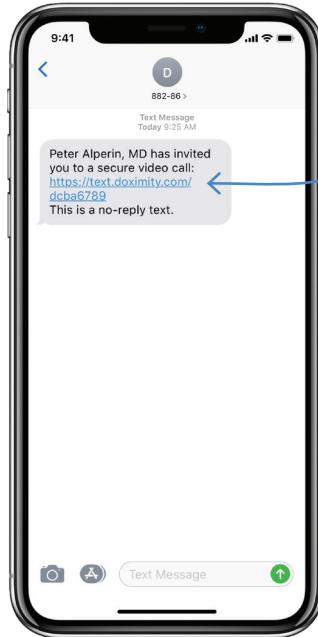 9:41
D
882-86 >
Text Message
Today 9:25 AM
Peter Alperin, MD has invited
you to a secure video call:
https://text.doximity.com/
dcba6789
This is a no-reply text.
Text Message